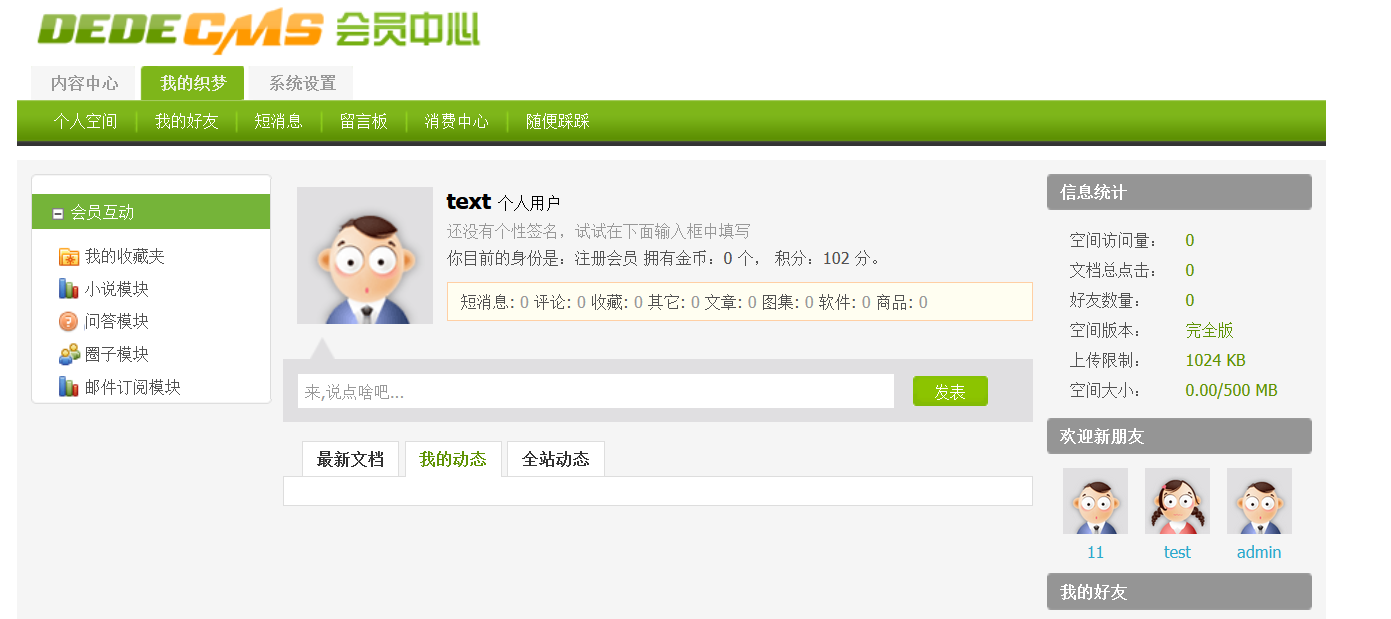 DEDECMS 会员中心
内容中心 我的织梦 系统设置
个人空间 我的好友 短消息 留言板 消费中心 随便踩踩
会员互动
我的收藏夹
小说模块
问答模块
圈子模块
邮件订阅模块
text 个人用户
还没有个性签名，试试在下面输入框中填写
你目前的身份是：注册会员 拥有金币：0 个， 积分：102 分。
短消息: 0 评论: 0 收藏: 0 其它: 0 文章: 0 图集: 0 软件: 0 商品: 0
来,说点啥吧...
发表
最新文档 我的动态 全站动态
信息统计
空间访问量： 0
文档总点击： 0
好友数量： 0
空间版本： 完全版
上传限制： 1024 KB
空间大小： 0.00/500 MB
欢迎新朋友
11 test admin
我的好友